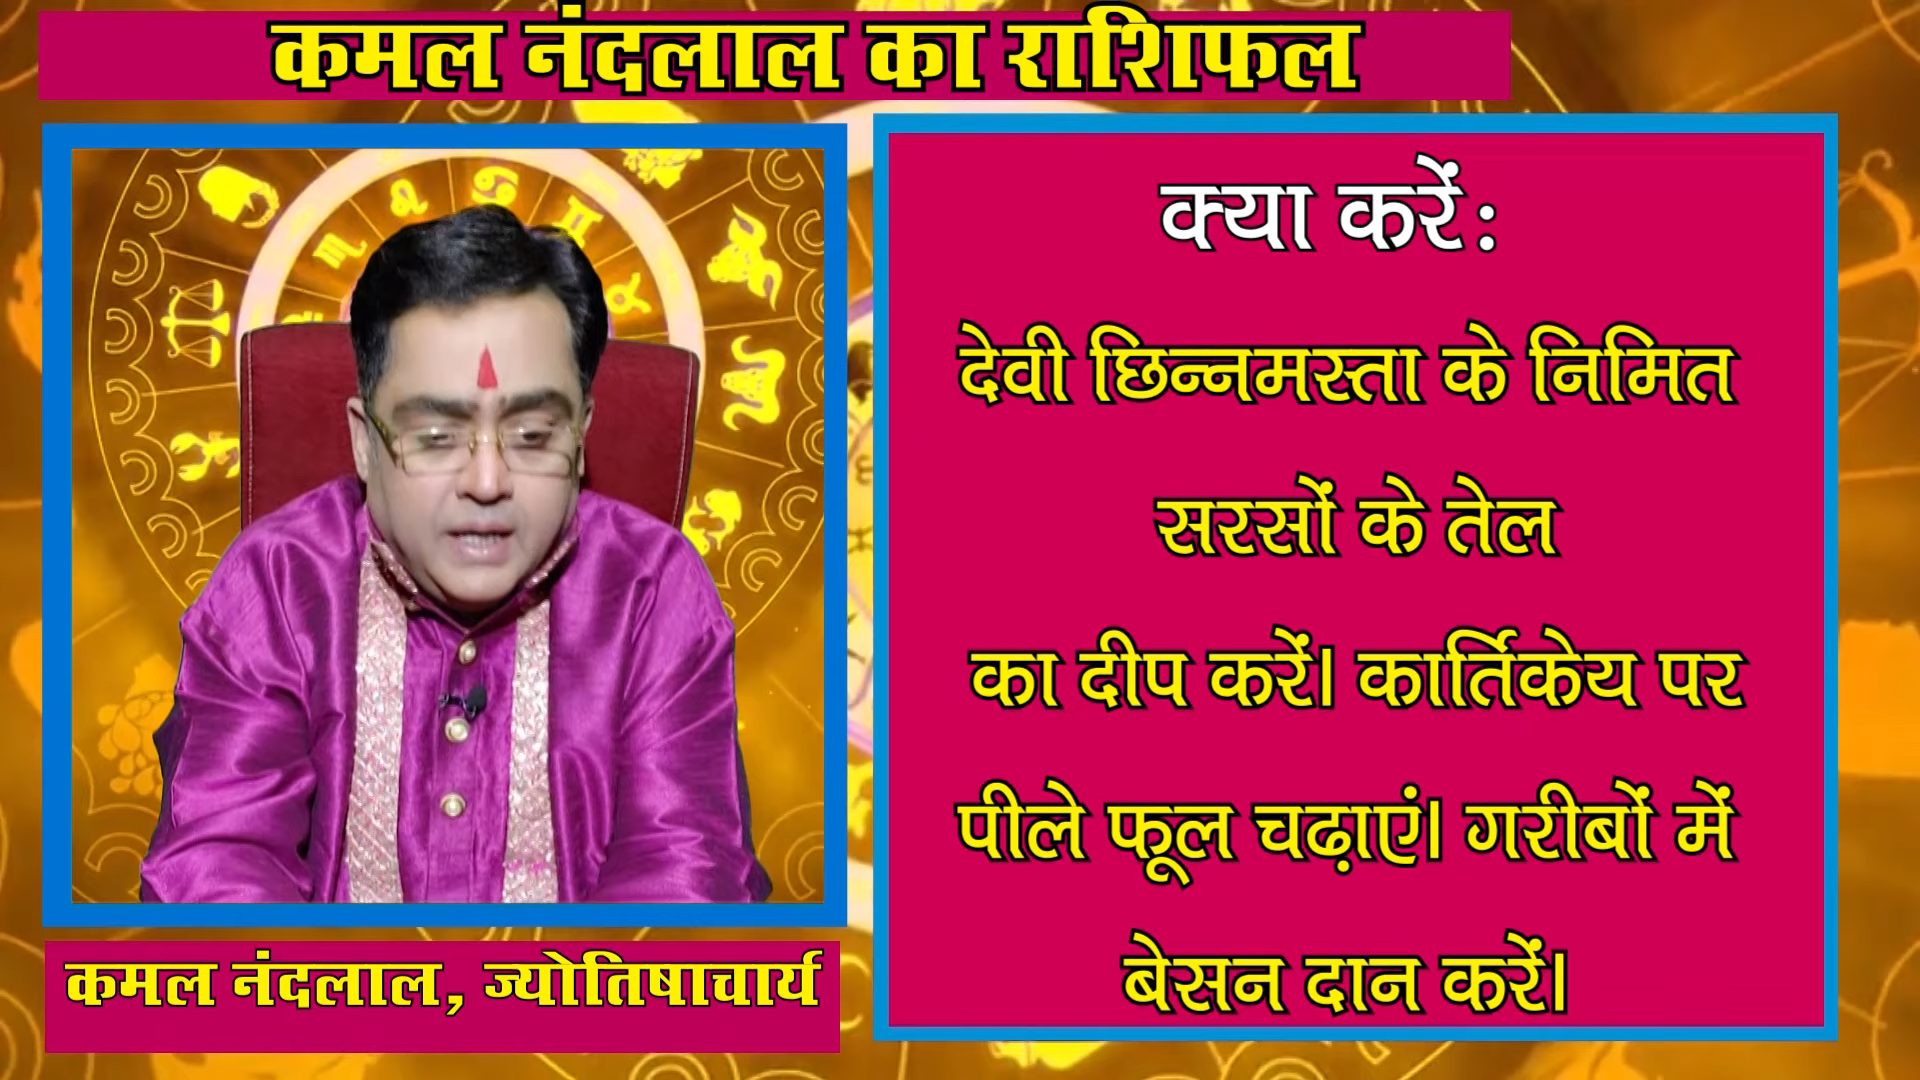 कमल नंदलाल का राशिफल
क्या करें:
देवी छिन्नमस्ता के निमित
सरसों के तेल
का दीप करें। कार्तिकेय पर
पीले फूल चढ़ाएं। गरीबों में
बेसन दान करें।
कमल नंदलाल, ज्योतिषाचार्य